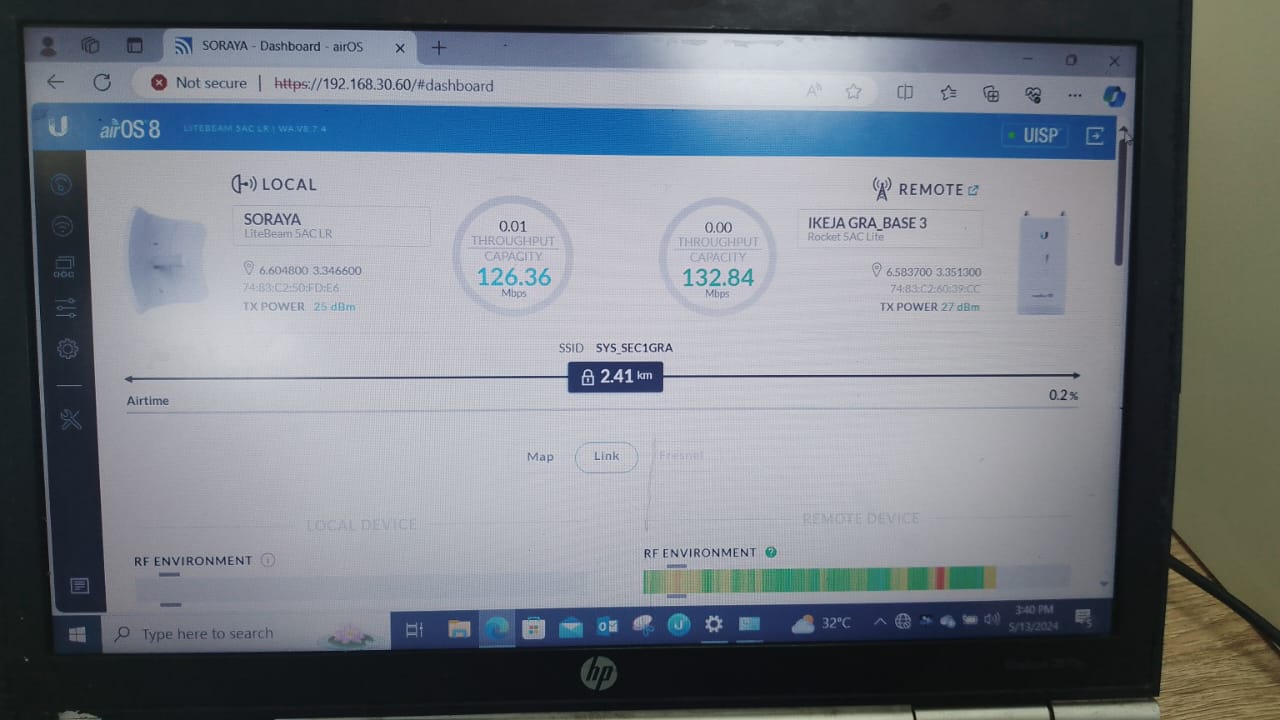 SORAYA - Dashboard - airOS
Not secure | https://192.168.30.60/#dashboard
airOS 8 LITEBEAM 5AC LR | WA.V8.7.4
UISP
LOCAL
SORAYA
LiteBeam 5AC LR
6.604800 3.346600
74:83:C2:50:FD:E6
TX POWER 25 dBm
0.01
THROUGHPUT
CAPACITY
126.36
Mbps
0.00
THROUGHPUT
CAPACITY
132.84
Mbps
REMOTE
IKEJA GRA_BASE 3
Rocket 5AC Lite
6.583700 3.351300
74:83:C2:60:39:CC
TX POWER 27 dBm
SSID SYS_SEC1GRA
2.41 km
Airtime
0.2 %
Map Link Fresnel
LOCAL DEVICE
REMOTE DEVICE
RF ENVIRONMENT
RF ENVIRONMENT
Type here to search
32°C
3:40 PM
5/13/2024
hp